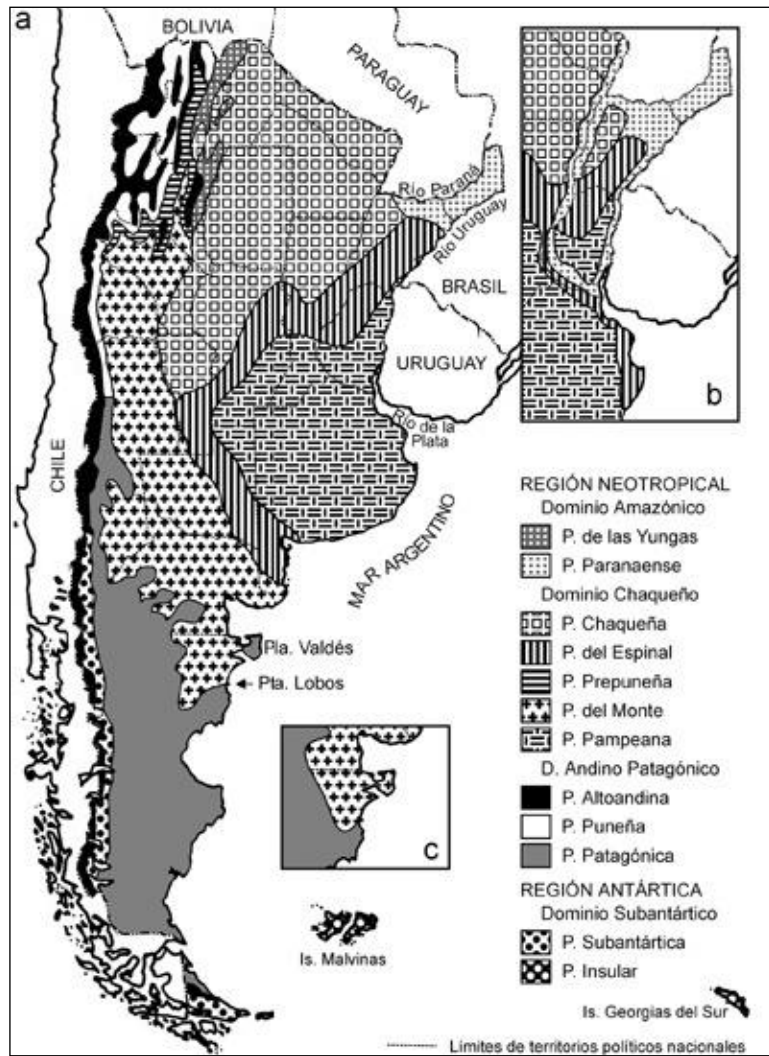 a
BOLIVIA
PARAGUAY
Río Paraná
Río Uruguay
BRASIL
URUGUAY
Río de la
Plata
CHILE
MAR ARGENTINO
Pla. Valdés
Pta. Lobos
b
c
Is. Malvinas
REGIÓN NEOTROPICAL
Dominio Amazónico
P. de las Yungas
P. Paranaense
Dominio Chaqueño
P. Chaqueña
P. del Espinal
P. Prepuneña
P. del Monte
P. Pampeana
D. Andino Patagónico
P. Altoandina
P. Puneña
P. Patagónica
REGIÓN ANTÁRTICA
Dominio Subantártico
P. Subantártica
P. Insular
Is. Georgias del Sur
Límites de territorios políticos nacionales